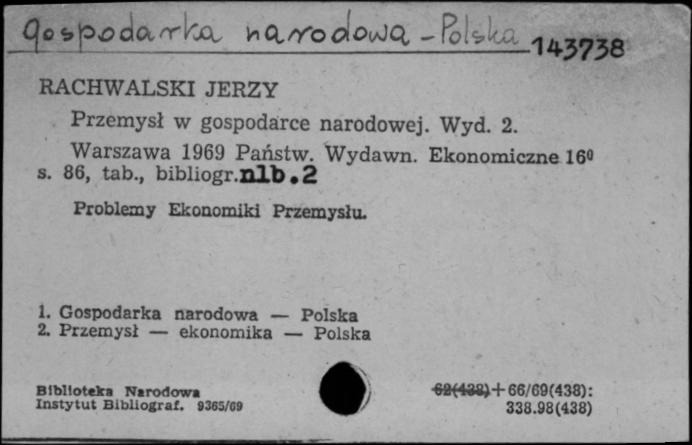 Gospodarka narodowa - Polska 143738
RACHWALSKI JERZY
Przemysł w gospodarce narodowej. Wyd. 2.
Warszawa 1969 Państw. Wydawn. Ekonomiczne 16⁰
s. 86, tab., bibliogr. nlb.2
Problemy Ekonomiki Przemysłu.
1. Gospodarka narodowa — Polska
2. Przemysł — ekonomika — Polska
Biblioteka Narodowa
Instytut Bibliograf. 9365/69
62(438)+66/69(438):
338.98(438)